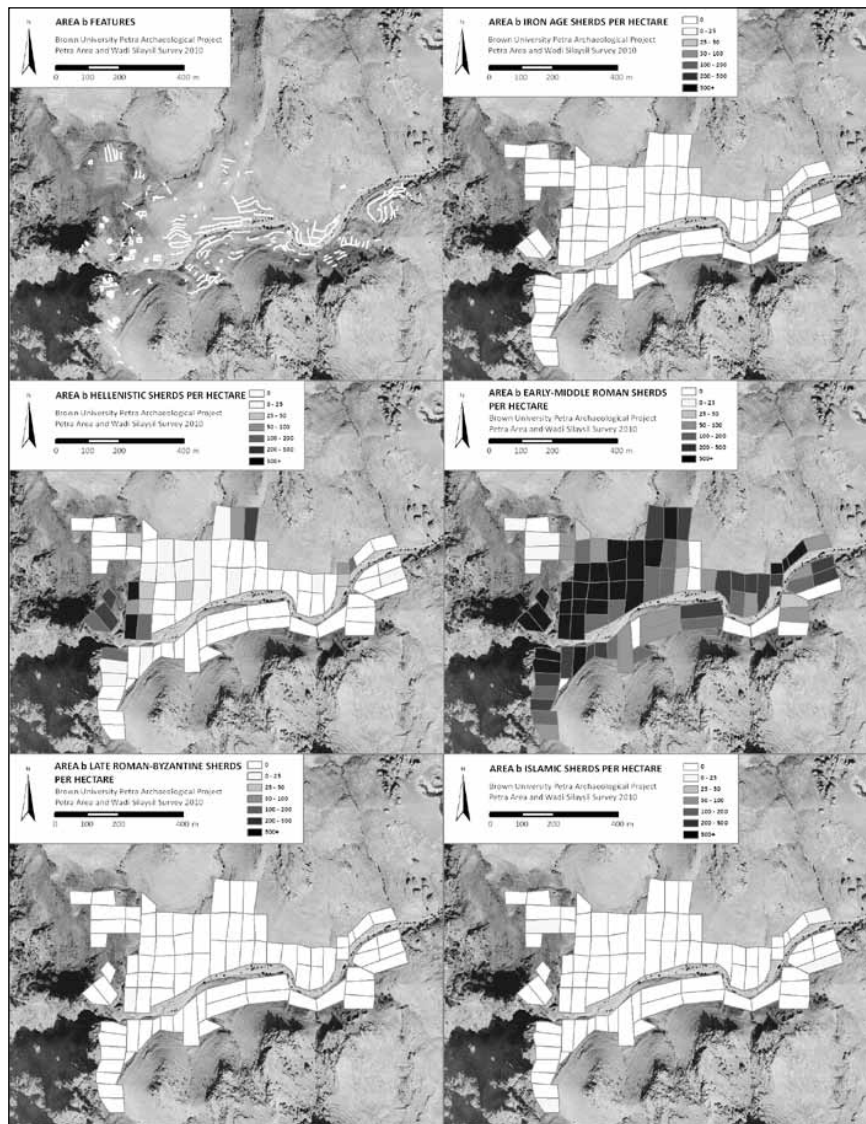 AREA b FEATURES
Brown University Petra Archaeological Project
Petra Area and Wadi Silaysil Survey 2010
N
0 100 200 400 m
AREA b IRON AGE SHERDS PER HECTARE
Brown University Petra Archaeological Project
Petra Area and Wadi Silaysil Survey 2010
N
0 100 200 400 m
0
0 - 25
25 - 50
50 - 100
100 - 200
200 - 500
500+
AREA b HELLENISTIC SHERDS PER HECTARE
Brown University Petra Archaeological Project
Petra Area and Wadi Silaysil Survey 2010
N
0 100 200 400 m
0
0 - 25
25 - 50
50 - 100
100 - 200
200 - 500
500+
AREA b EARLY-MIDDLE ROMAN SHERDS
PER HECTARE
Brown University Petra Archaeological Project
Petra Area and Wadi Silaysil Survey 2010
N
0 100 200 400 m
0
0 - 25
25 - 50
50 - 100
100 - 200
200 - 500
500+
AREA b LATE ROMAN-BYZANTINE SHERDS
PER HECTARE
Brown University Petra Archaeological Project
Petra Area and Wadi Silaysil Survey 2010
N
0 100 200 400 m
0
0 - 25
25 - 50
50 - 100
100 - 200
200 - 500
500+
AREA b ISLAMIC SHERDS PER HECTARE
Brown University Petra Archaeological Project
Petra Area and Wadi Silaysil Survey 2010
N
0 100 200 400 m
0
0 - 25
25 - 50
50 - 100
100 - 200
200 - 500
500+